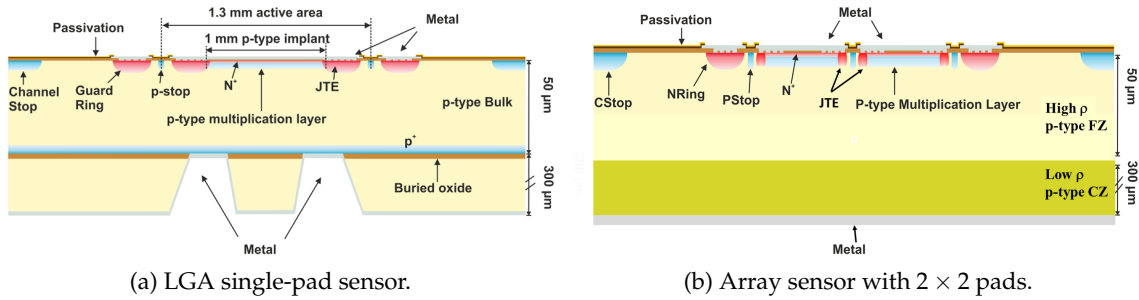 1.3 mm active area
Metal
Passivation
1 mm p-type implant
Channel
Stop
Guard
Ring
p-stop
N+
JTE
p-type Bulk
p-type multiplication layer
p+
50 µm
Buried oxide
300 µm
Metal
(a) LGA single-pad sensor.
Metal
Passivation
CStop
NRing
PStop
N+
JTE
P-type Multiplication Layer
50 µm
High ρ
p-type FZ
Low ρ
p-type CZ
300 µm
Metal
(b) Array sensor with 2 × 2 pads.